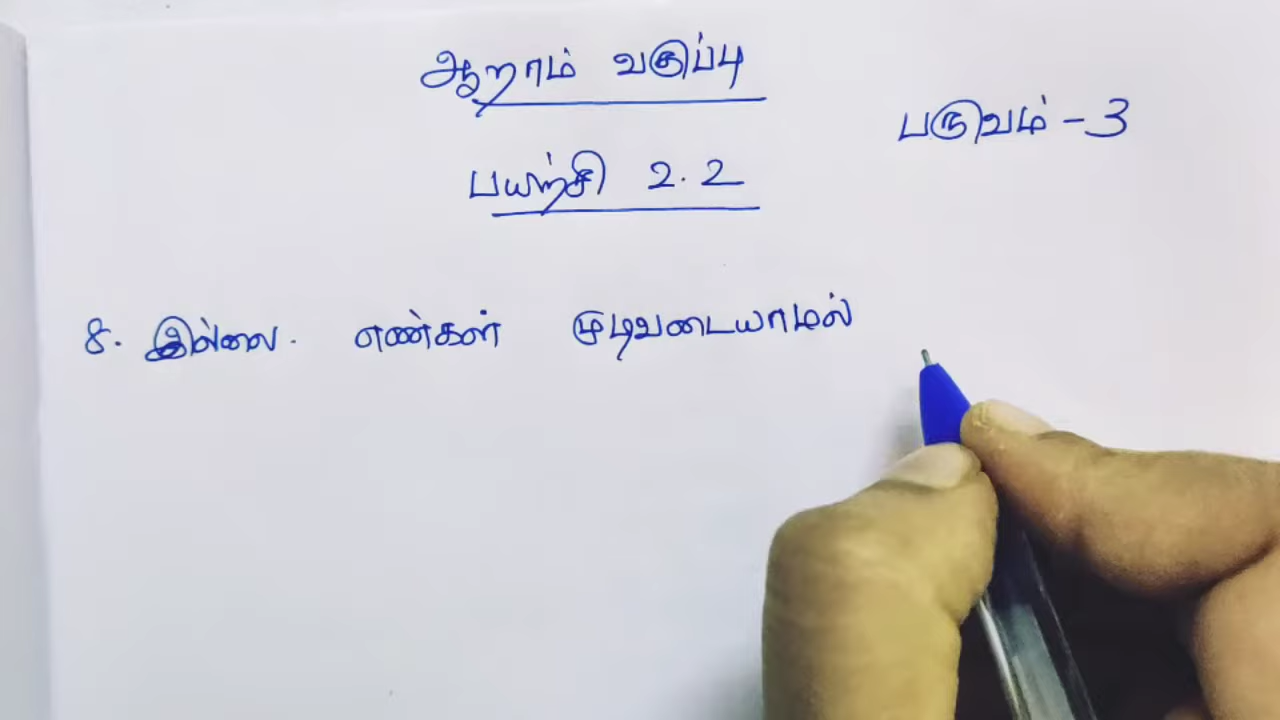 ஆறாம் வகுப்பு
பருவம் - 3
பயிற்சி 2.2
8. இல்லை. எண்கள் முடிவடையாமல்